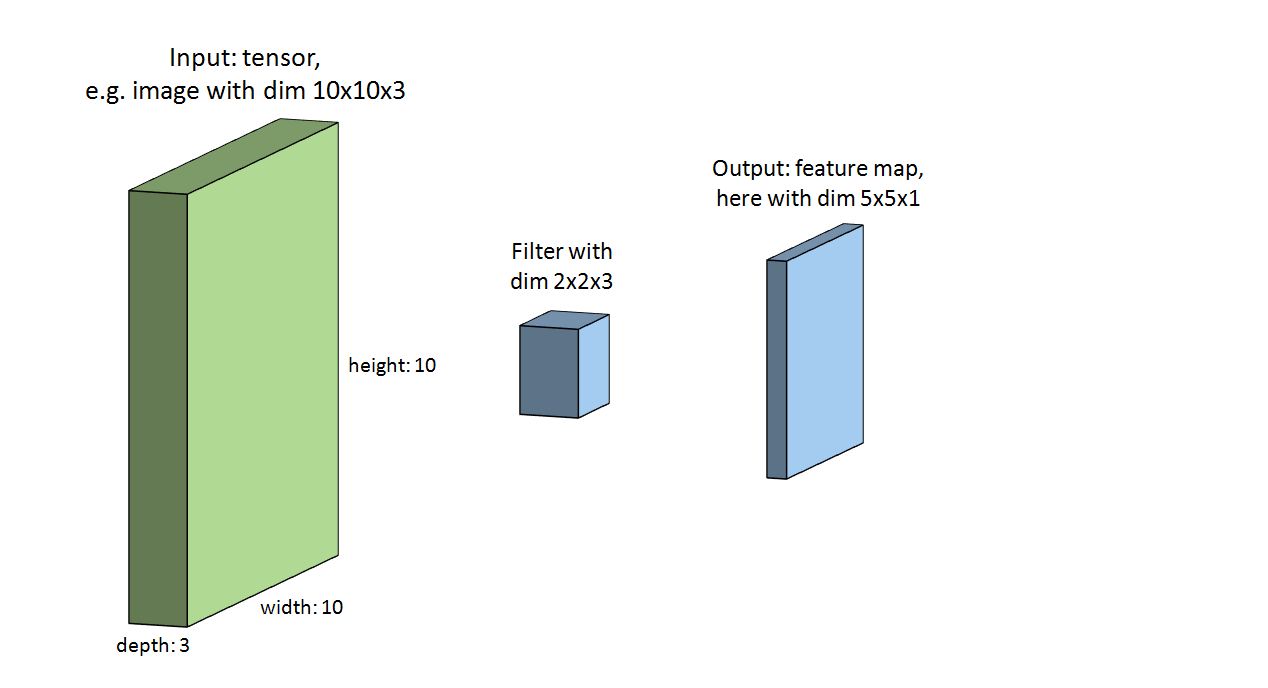 Input: tensor,
e.g. image with dim 10x10x3
height: 10
width: 10
depth: 3
Filter with
dim 2x2x3
Output: feature map,
here with dim 5x5x1